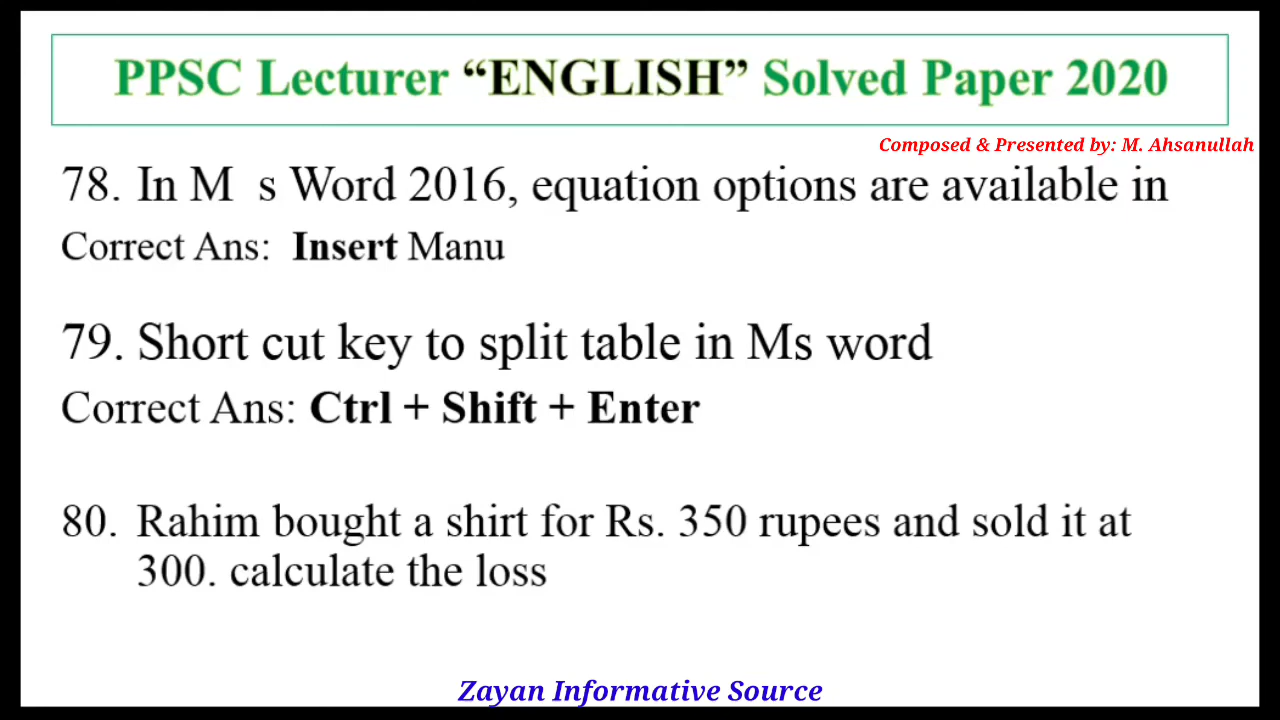 PPSC Lecturer “ENGLISH” Solved Paper 2020
Composed & Presented by: M. Ahsanullah
78. In M s Word 2016, equation options are available in
Correct Ans: Insert Manu
79. Short cut key to split table in Ms word
Correct Ans: Ctrl + Shift + Enter
80. Rahim bought a shirt for Rs. 350 rupees and sold it at
300. calculate the loss
Zayan Informative Source